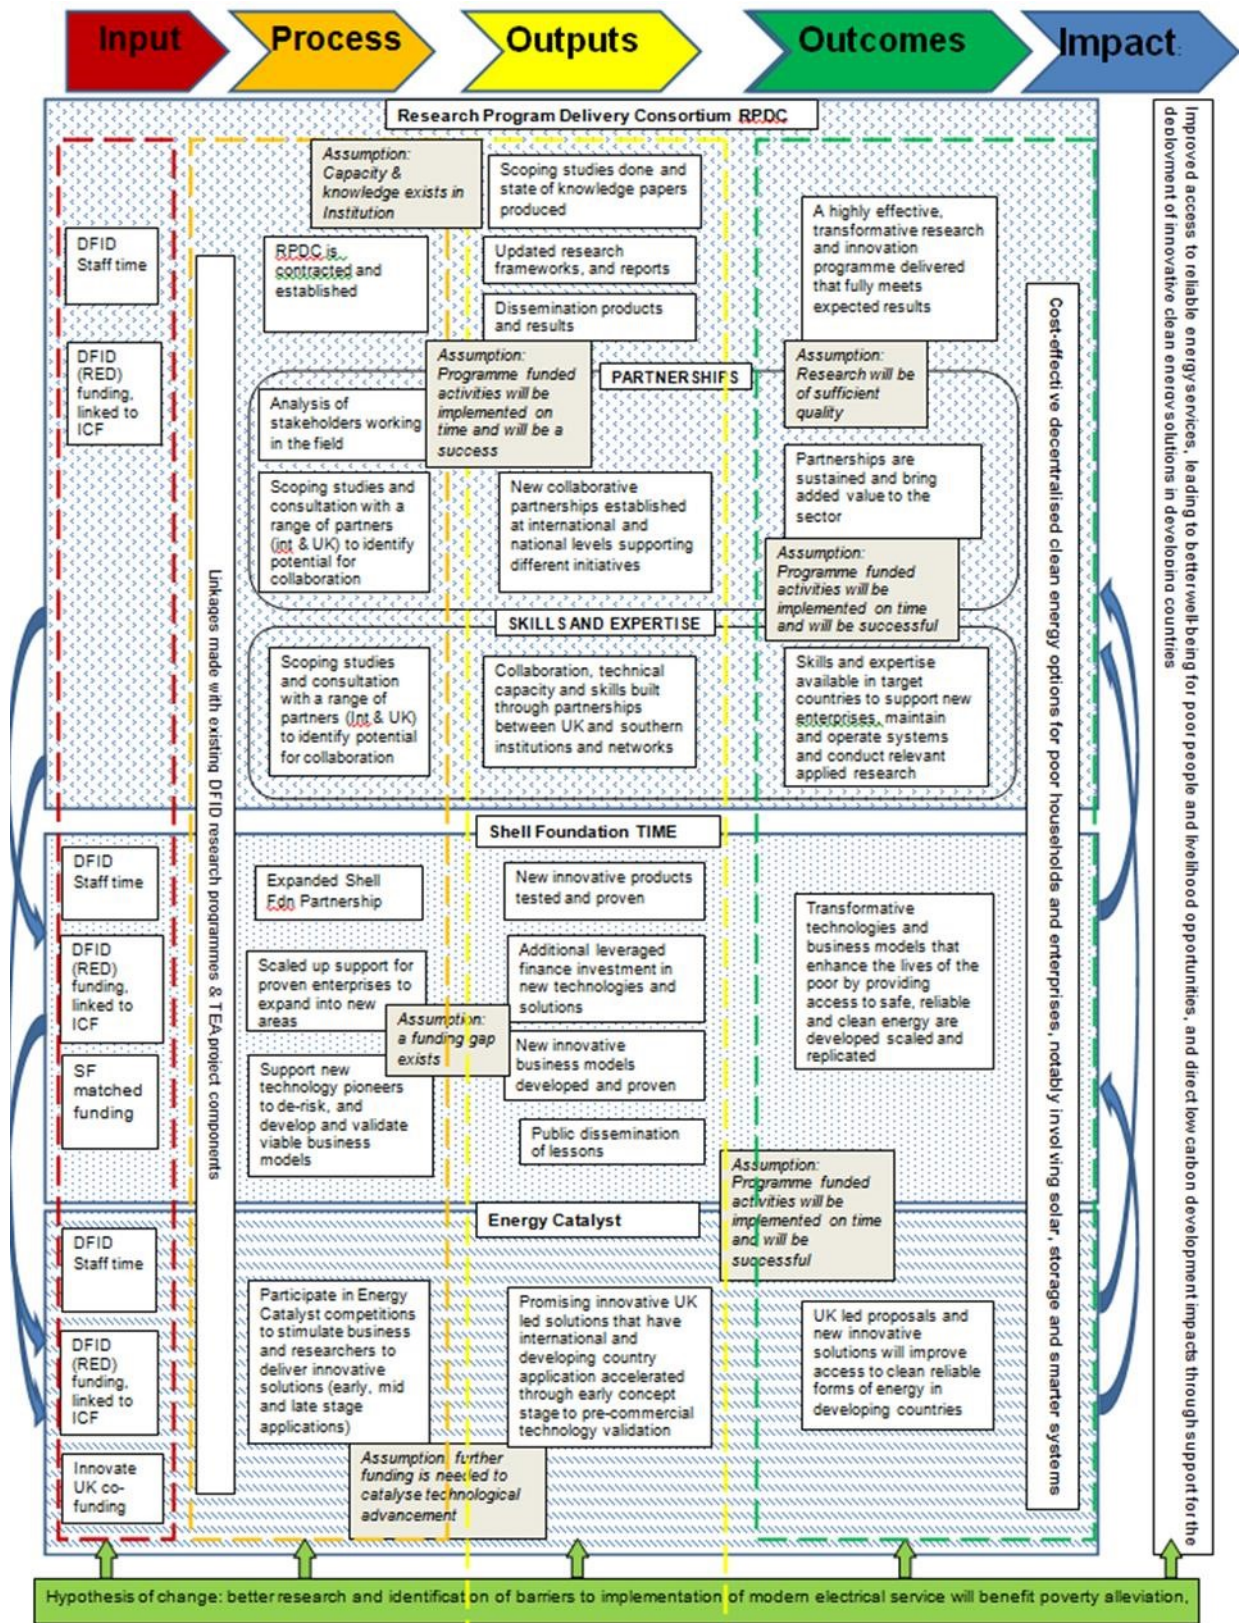 Input
Process
Outputs
Outcomes
Impact:
Research Program Delivery Consortium RPDC
DFID
Staff time
DFID
(RED)
funding,
linked to
ICF
Linkages made with existing DFID research programmes & TEA project components
Assumption:
Capacity &
knowledge exists in
Institution
RPDC is
contracted and
established
Scoping studies done and
state of knowledge papers
produced
Updated research
frameworks, and reports
Dissemination products
and results
A highly effective,
transformative research
and innovation
programme delivered
that fully meets
expected results
PARTNERSHIPS
Analysis of
stakeholders working
in the field
Assumption:
Programme funded
activities will be
implemented on
time and will be a
success
Assumption:
Research will be
of sufficient
quality
Scoping studies and
consultation with a
range of partners
(int & UK) to identify
potential for
collaboration
New collaborative
partnerships established
at international and
national levels supporting
different initiatives
Partnerships are
sustained and bring
added value to the
sector
Assumption:
Programme funded
activities will be
implemented on time
and will be successful
SKILLS AND EXPERTISE
Scoping studies
and consultation
with a range of
partners (Int & UK)
to identify potential
for collaboration
Collaboration, technical
capacity and skills built
through partnerships
between UK and southern
institutions and networks
Skills and expertise
available in target
countries to support new
enterprises, maintain
and operate systems
and conduct relevant
applied research
Cost-effective decentralised clean energy options for poor households and enterprises, notably involving solar, storage and smarter systems
Improved access to reliable energy services, leading to better well-being for poor people and livelihood opportunities, and direct low carbon development impacts through support for the
deployment of innovative clean energy solutions in developing countries
Shell Foundation TIME
DFID
Staff time
DFID
(RED)
funding,
linked to
ICF
SF
matched
funding
Expanded Shell
Fdn Partnership
Scaled up support for
proven enterprises to
expand into new
areas
Assumption:
a funding gap
exists
Support new
technology pioneers
to de-risk, and
develop and validate
viable business
models
New innovative products
tested and proven
Additional leveraged
finance investment in
new technologies and
solutions
New innovative
business models
developed and proven
Public dissemination
of lessons
Transformative
technologies and
business models that
enhance the lives of the
poor by providing
access to safe, reliable
and clean energy are
developed scaled and
replicated
Assumption:
Programme funded
activities will be
implemented on time
and will be
successful
Energy Catalyst
DFID
Staff time
DFID
(RED)
funding,
linked to
ICF
Innovate
UK co-
funding
Participate in Energy
Catalyst competitions
to stimulate business
and researchers to
deliver innovative
solutions (early, mid
and late stage
applications)
Assumption: further
funding is needed to
catalyse technological
advancement
Promising innovative UK
led solutions that have
international and
developing country
application accelerated
through early concept
stage to pre-commercial
technology validation
UK led proposals and
new innovative
solutions will improve
access to clean reliable
forms of energy in
developing countries
Hypothesis of change: better research and identification of barriers to implementation of modern electrical service will benefit poverty alleviation,